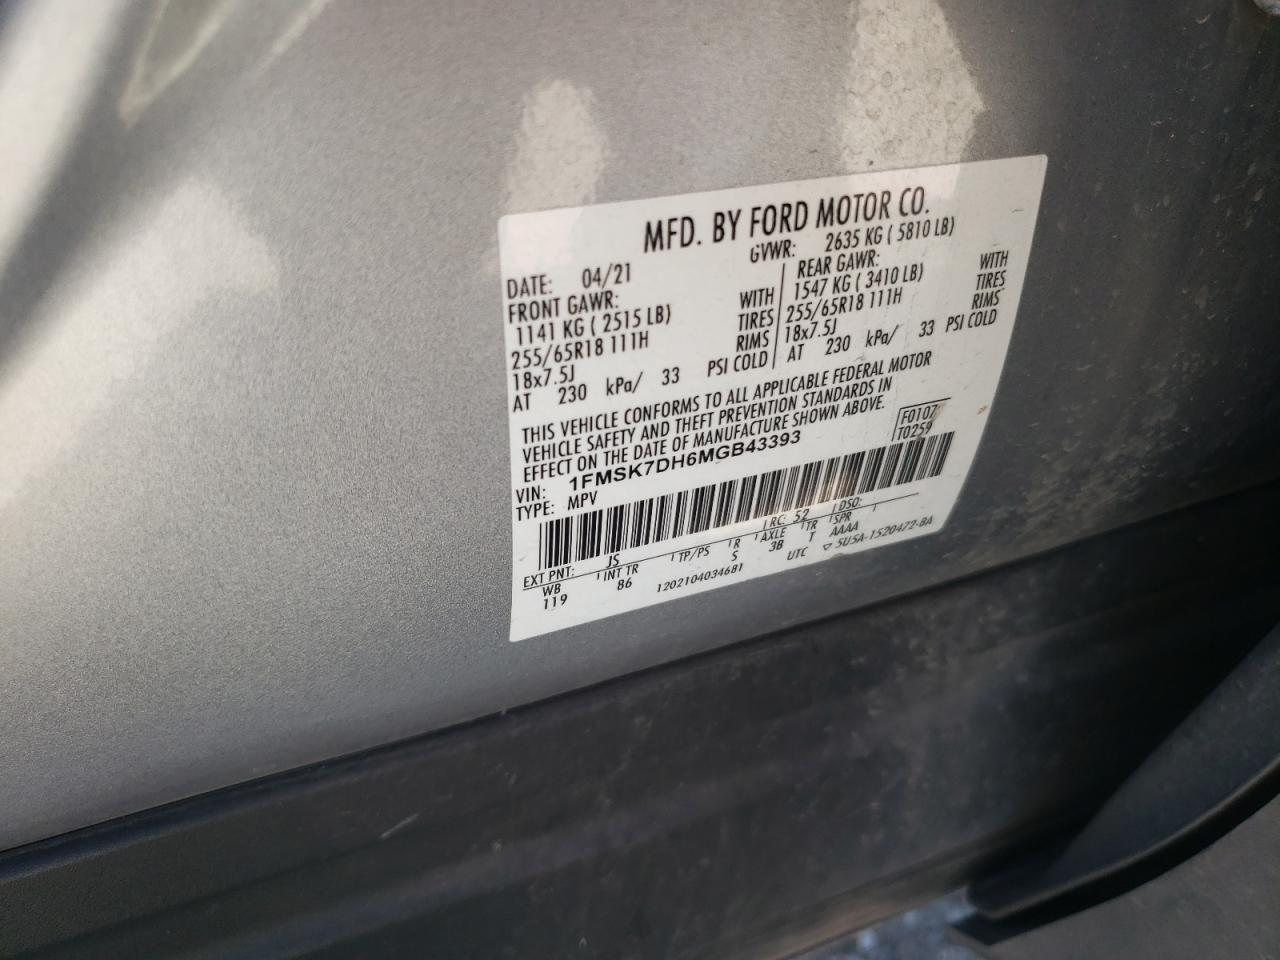 MFD. BY FORD MOTOR CO.
DATE: 04/21 GVWR: 2635 KG ( 5810 LB)
FRONT GAWR: REAR GAWR:
1141 KG ( 2515 LB) WITH 1547 KG ( 3410 LB) WITH
255/65R18 111H TIRES 255/65R18 111H TIRES
18x7.5J RIMS 18x7.5J RIMS
AT 230 kPa/ 33 PSI COLD AT 230 kPa/ 33 PSI COLD
THIS VEHICLE CONFORMS TO ALL APPLICABLE FEDERAL MOTOR
VEHICLE SAFETY AND THEFT PREVENTION STANDARDS IN
EFFECT ON THE DATE OF MANUFACTURE SHOWN ABOVE.
F0107
T0259
VIN: 1FMSK7DH6MGB43393
TYPE: MPV
EXT PNT: JS RC: 52 DSO:
WB INT TR TP/PS R AXLE TR SPR
119 86 S 3B T AAAA
1202104034681 UTC ▽ 5U5A-1520472-BA